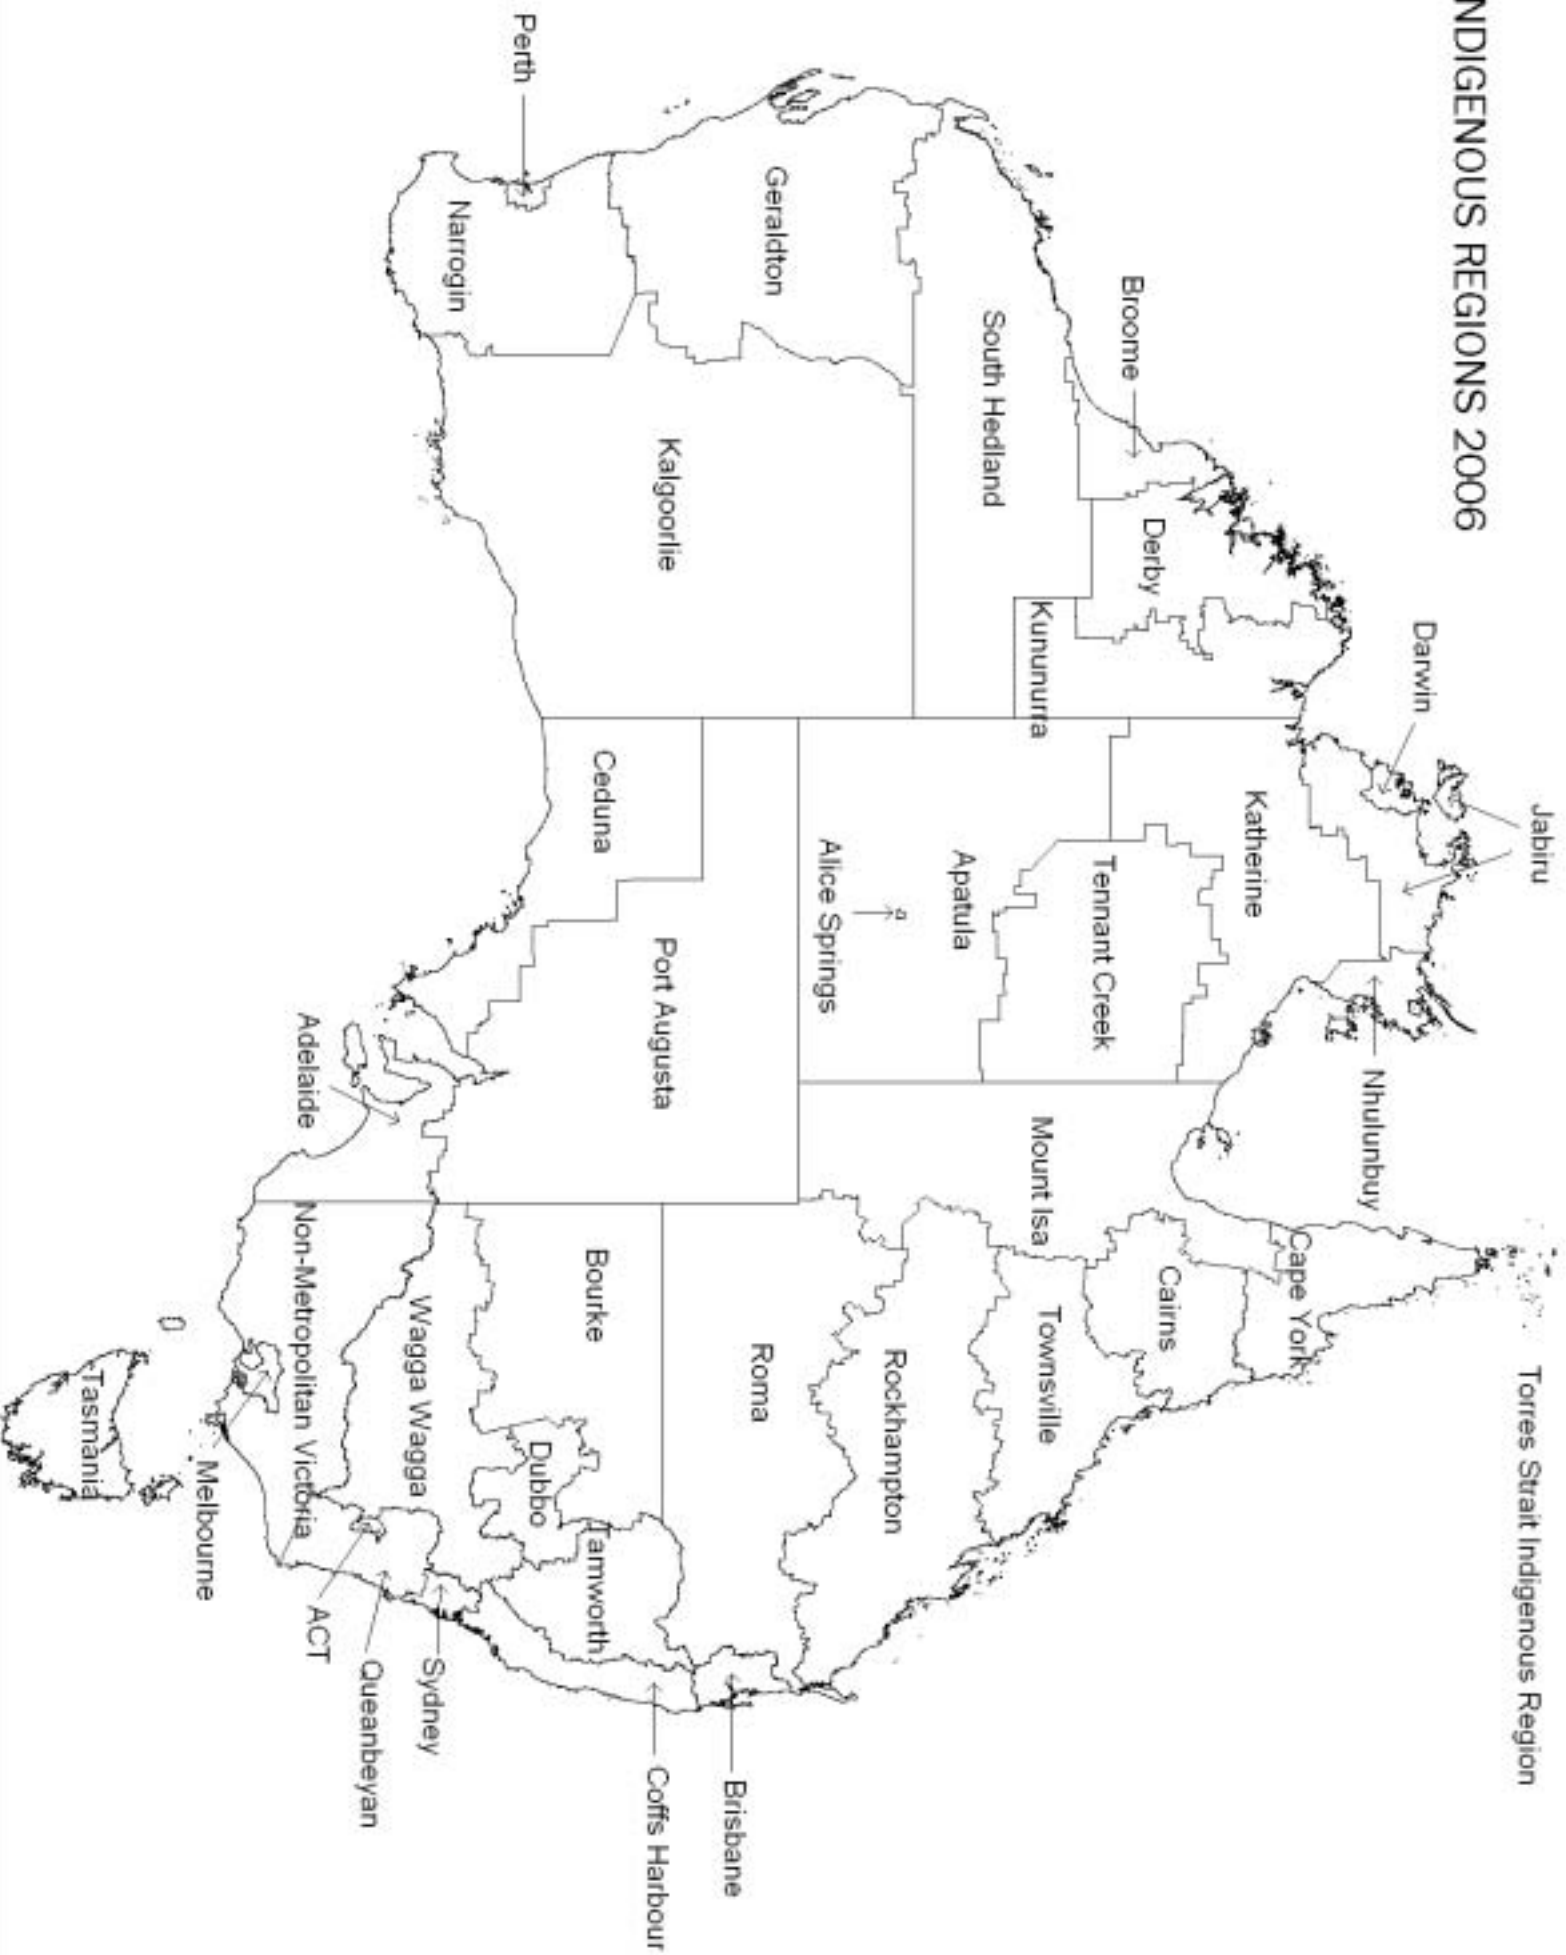 NDIGENOUS REGIONS 2006
Jabiru
Torres Strait Indigenous Region
Darwin
Nhulunbuy
Cape York
Katherine
Broome
Derby
Cairns
Tennant Creek
Kununurra
Mount Isa
Townsville
South Hedland
Apatula
Rockhampton
Alice Springs
Geraldton
Roma
Brisbane
Kalgoorlie
Port Augusta
Coffs Harbour
Ceduna
Bourke
Tamworth
Perth
Dubbo
Narrogin
Wagga Wagga
Sydney
Queanbeyan
Adelaide
Non-Metropolitan Victoria
ACT
Melbourne
Tasmania